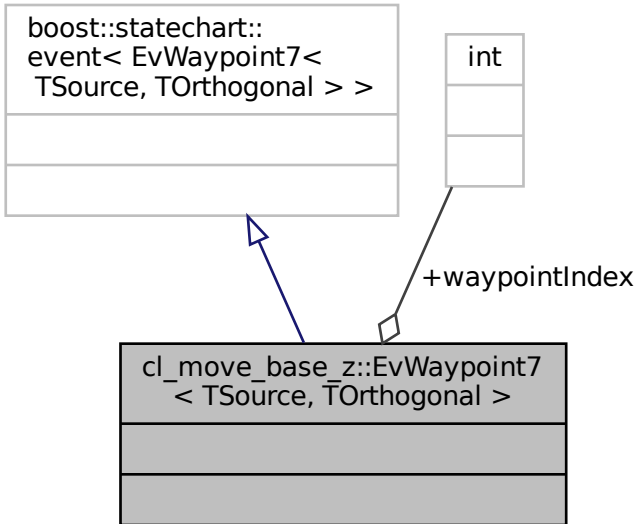 boost::statechart::
event< EvWaypoint7<
TSource, TOrthogonal > >
int
+waypointIndex
cl_move_base_z::EvWaypoint7
< TSource, TOrthogonal >